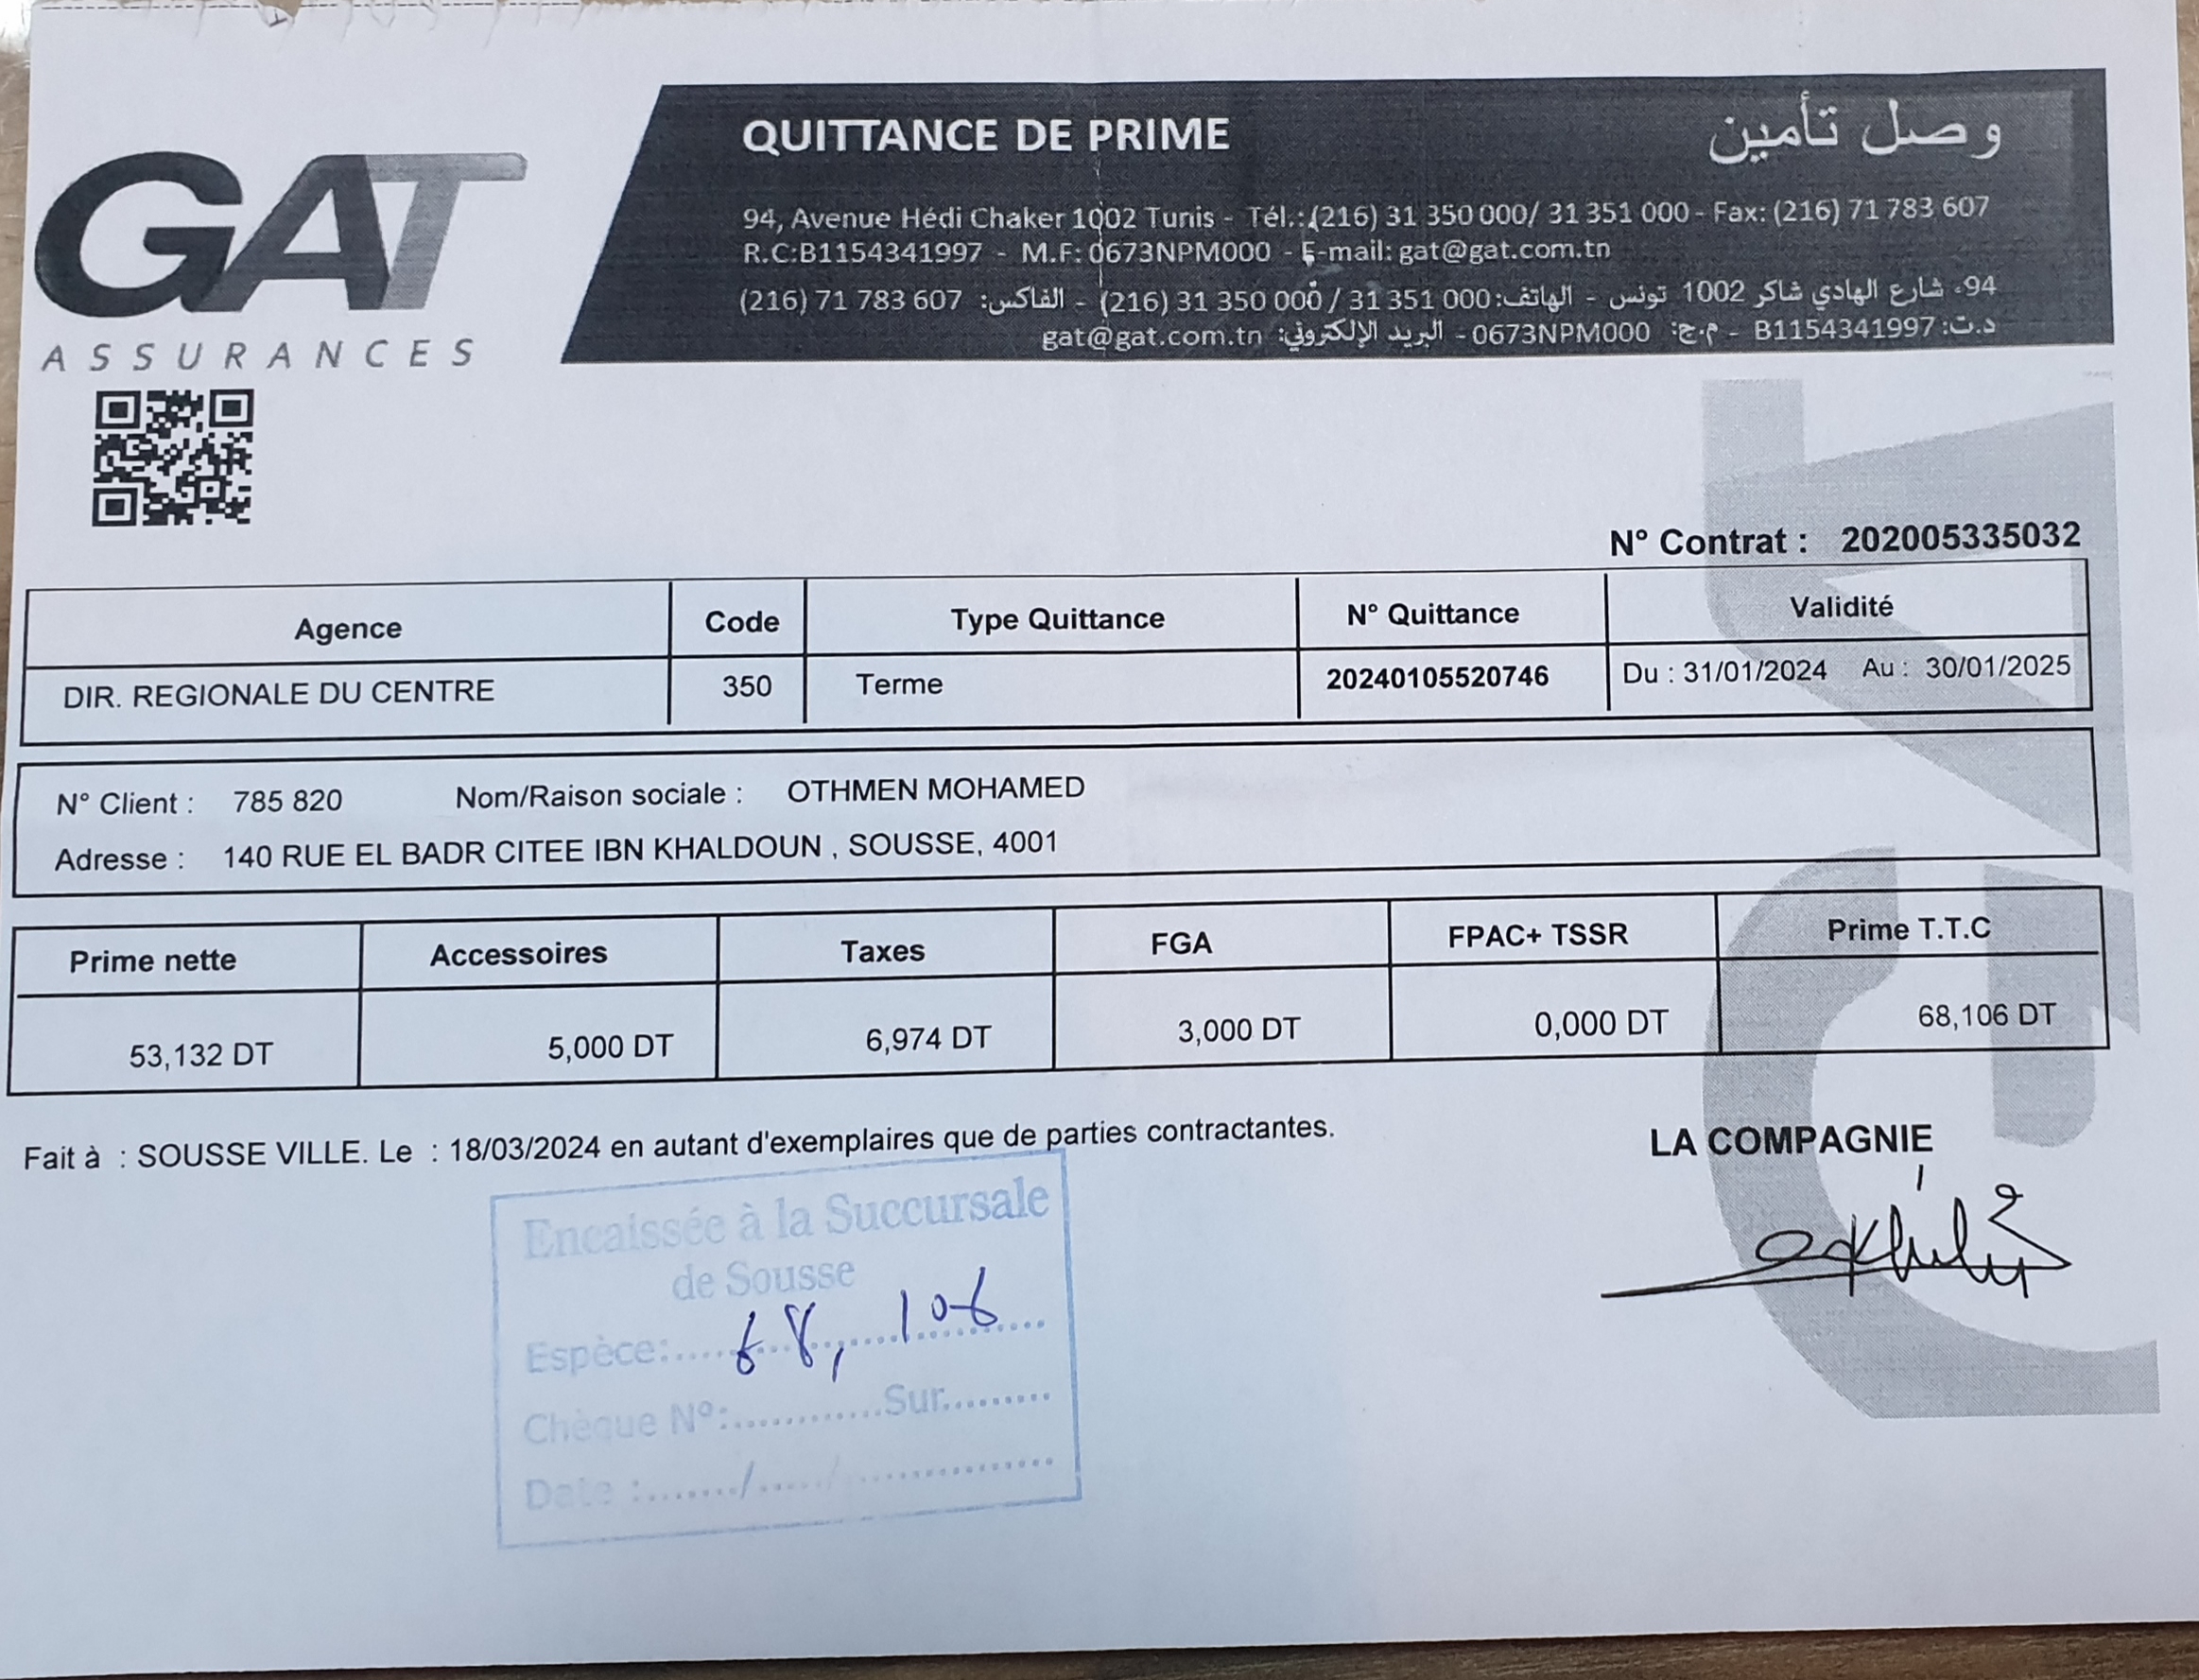 GAT
ASSURANCES
QUITTANCE DE PRIME
وصل تأمين
94, Avenue Hédi Chaker 1002 Tunis - Tél.:(216) 31 350 000/ 31 351 000 - Fax: (216) 71 783 607
R.C:B1154341997 - M.F: 0673NPM000 - E-mail: gat@gat.com.tn
94، شارع الهادي شاكر 1002 تونس - الهاتف:31 351 000 / 31 350 000 (216) - الفاكس: 71 783 607 (216)
د.ت: B1154341997 - م.ج: 0673NPM000 - البريد الإلكتروني: gat@gat.com.tn
N° Contrat : 202005335032
Agence Code Type Quittance N° Quittance Validité
DIR. REGIONALE DU CENTRE 350 Terme 20240105520746 Du : 31/01/2024 Au : 30/01/2025
N° Client : 785 820 Nom/Raison sociale : OTHMEN MOHAMED
Adresse : 140 RUE EL BADR CITEE IBN KHALDOUN , SOUSSE, 4001
Prime nette Accessoires Taxes FGA FPAC+ TSSR Prime T.T.C
53,132 DT 5,000 DT 6,974 DT 3,000 DT 0,000 DT 68,106 DT
Fait à : SOUSSE VILLE. Le : 18/03/2024 en autant d'exemplaires que de parties contractantes.
LA COMPAGNIE
Encaissée à la Succursale
de Sousse
Espèce:..... 68, 106
Chèque N°:............Sur.........
Date :......../....../..............